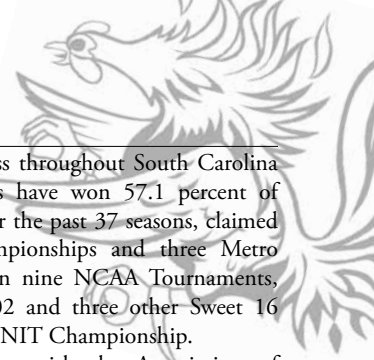 ss throughout South Carolina
s have won 57.1 percent of
r the past 37 seasons, claimed
mpionships and three Metro
n nine NCAA Tournaments,
02 and three other Sweet 16
NIT Championship.